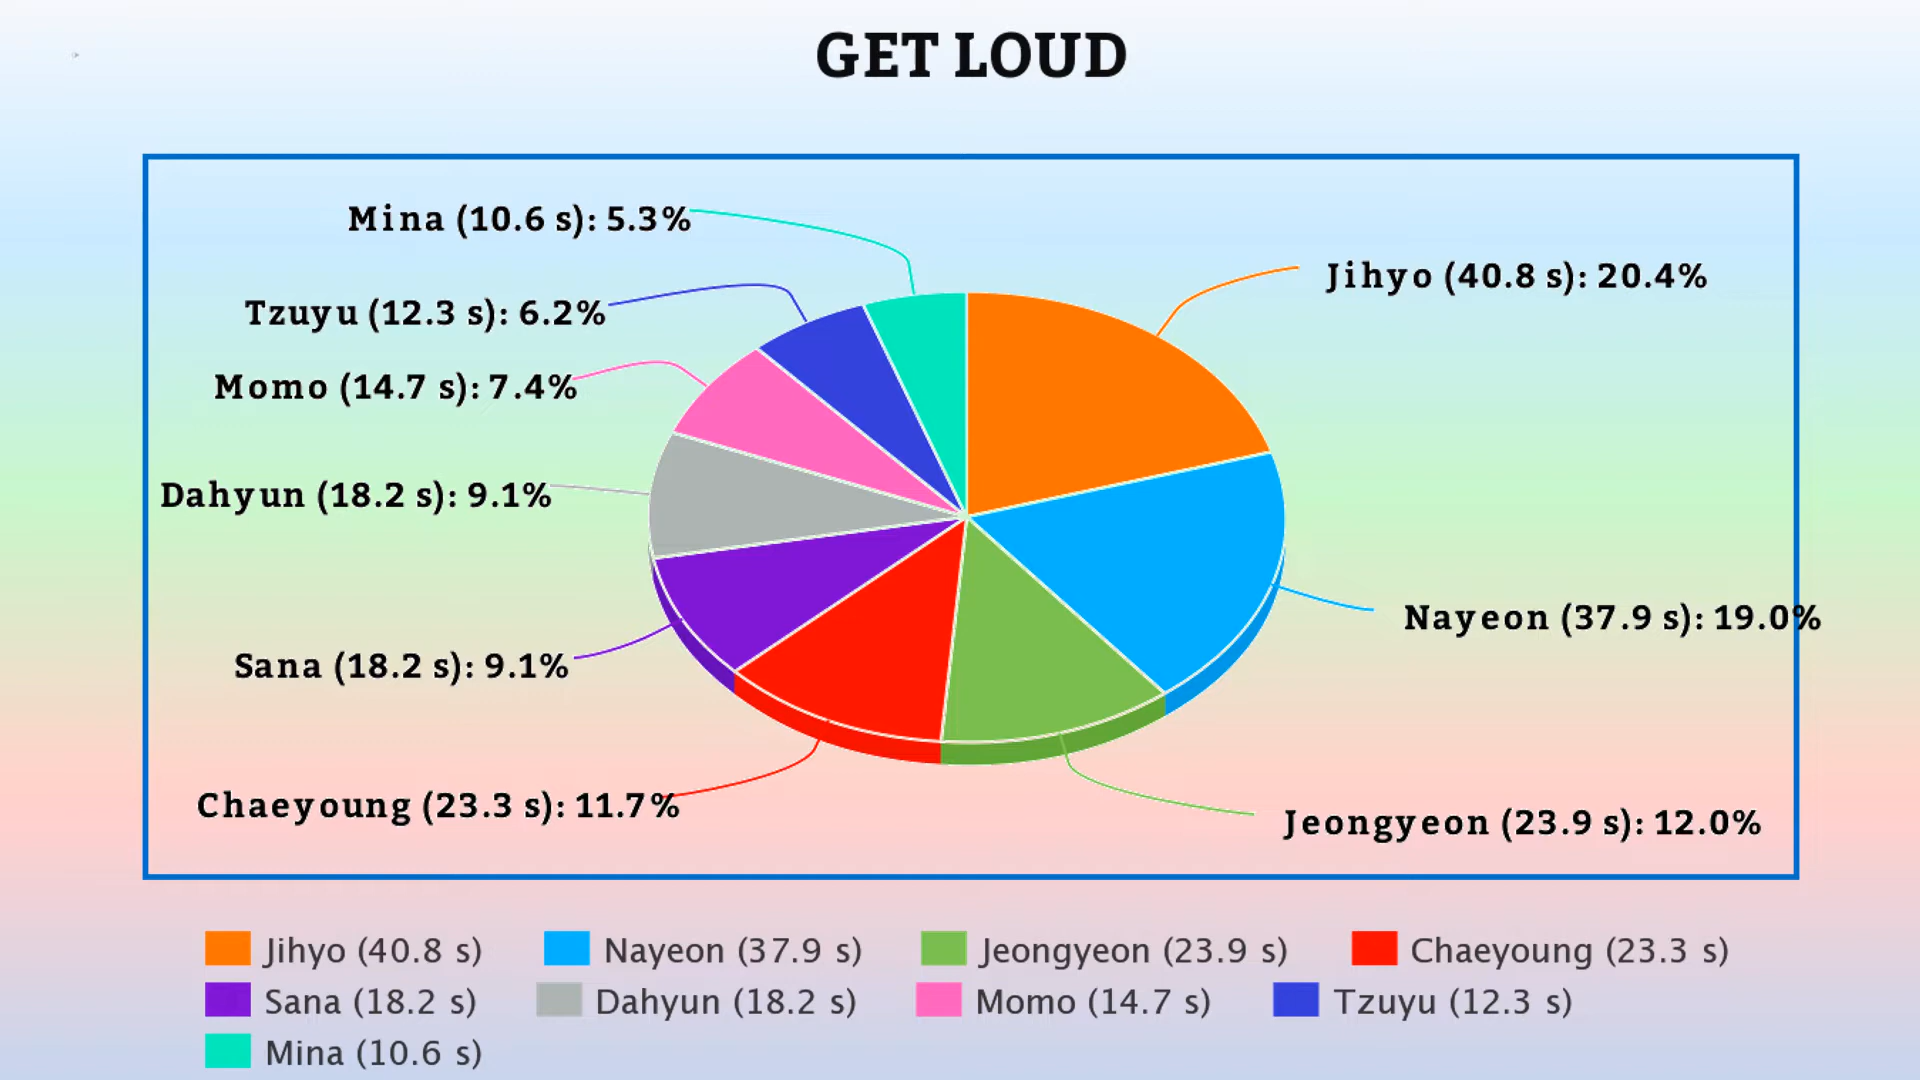 GET LOUD
Mina (10.6 s): 5.3%
Jihyo (40.8 s): 20.4%
Tzuyu (12.3 s): 6.2%
Momo (14.7 s): 7.4%
Dahyun (18.2 s): 9.1%
Nayeon (37.9 s): 19.0%
Sana (18.2 s): 9.1%
Chaeyoung (23.3 s): 11.7%
Jeongyeon (23.9 s): 12.0%
Jihyo (40.8 s) Nayeon (37.9 s) Jeongyeon (23.9 s) Chaeyoung (23.3 s)
Sana (18.2 s) Dahyun (18.2 s) Momo (14.7 s) Tzuyu (12.3 s)
Mina (10.6 s)